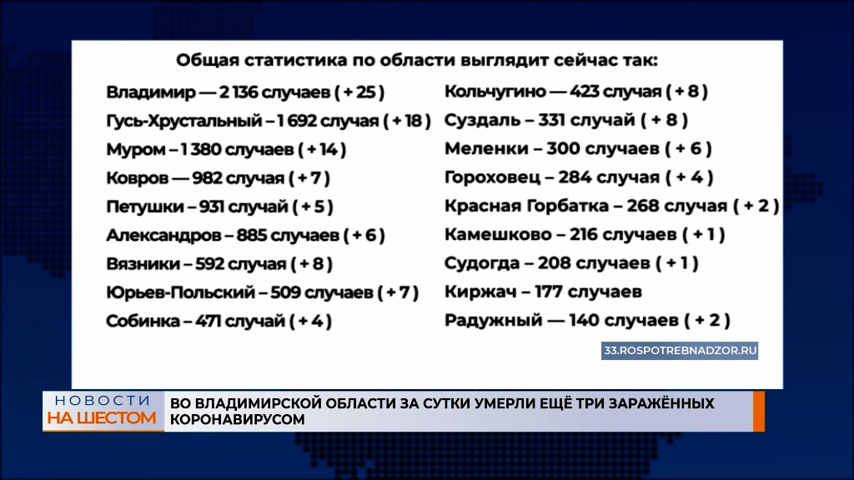 Общая статистика по области выглядит сейчас так:
Владимир — 2 136 случаев ( + 25 )
Гусь-Хрустальный – 1 692 случая ( + 18 )
Муром – 1 380 случаев ( + 14 )
Ковров — 982 случая ( + 7 )
Петушки – 931 случай ( + 5 )
Александров – 885 случаев ( + 6 )
Вязники – 592 случая ( + 8 )
Юрьев-Польский – 509 случаев ( + 7 )
Собинка – 471 случай ( + 4 )
Кольчугино — 423 случая ( + 8 )
Суздаль – 331 случай ( + 8 )
Меленки – 300 случаев ( + 6 )
Гороховец – 284 случая ( + 4 )
Красная Горбатка – 268 случая ( + 2 )
Камешково – 216 случаев ( + 1 )
Судогда – 208 случаев ( + 1 )
Киржач – 177 случаев
Радужный — 140 случаев ( + 2 )
33.ROSPOTREBNADZOR.RU
НОВОСТИ
НА ШЕСТОМ
ВО ВЛАДИМИРСКОЙ ОБЛАСТИ ЗА СУТКИ УМЕРЛИ ЕЩЁ ТРИ ЗАРАЖЁННЫХ
КОРОНАВИРУСОМ